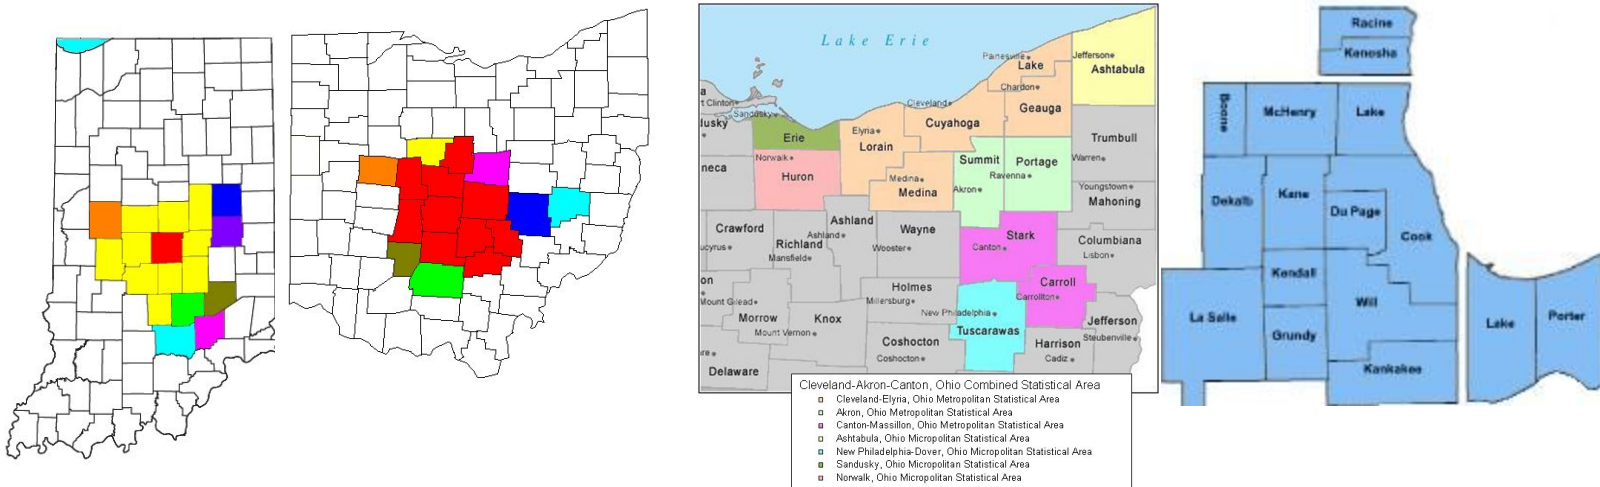 Lake Erie
Painesville
Lake
Jefferson
Ashtabula
Chardon
Geauga
Cleveland
Cuyahoga
t Clinton
Sandusky
dusky
Erie
Elyria
Lorain
Trumbull
Warren
Summit
Portage
Ravenna
Akron
Norwalk
Huron
neca
Medina
Medina
Youngstown
Mahoning
Crawford
ucyrus
Richland
Mansfield
Ashland
Ashland
Wayne
Wooster
Stark
Canton
Columbiana
Lisbon
on
Mount Gilead
Morrow
Mount Vernon
Knox
Holmes
Millersburg
New Philadelphia
Tuscarawas
Carroll
Carrollton
Jefferson
Steubenville
Harrison
Cadiz
Coshocton
Coshocton
Delaware
Cleveland-Akron-Canton, Ohio Combined Statistical Area
Cleveland-Elyria, Ohio Metropolitan Statistical Area
Akron, Ohio Metropolitan Statistical Area
Canton-Massillon, Ohio Metropolitan Statistical Area
Ashtabula, Ohio Micropolitan Statistical Area
New Philadelphia-Dover, Ohio Micropolitan Statistical Area
Sandusky, Ohio Micropolitan Statistical Area
Norwalk, Ohio Micropolitan Statistical Area
Racine
Kenosha
Boone
McHenry
Lake
Dekalb
Kane
Du Page
Cook
Kendall
La Salle
Grundy
Will
Kankakee
Lake
Porter